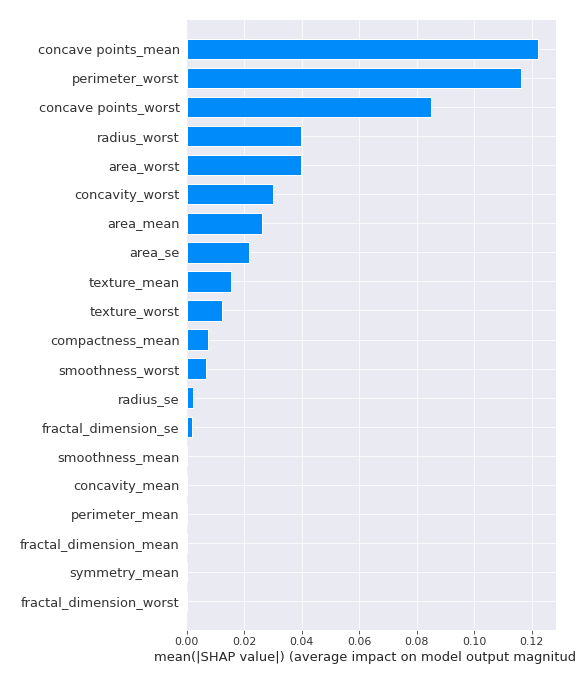 concave points_mean
perimeter_worst
concave points_worst
radius_worst
area_worst
concavity_worst
area_mean
area_se
texture_mean
texture_worst
compactness_mean
smoothness_worst
radius_se
fractal_dimension_se
smoothness_mean
concavity_mean
perimeter_mean
fractal_dimension_mean
symmetry_mean
fractal_dimension_worst
0.00 0.02 0.04 0.06 0.08 0.10 0.12
mean(|SHAP value|) (average impact on model output magnitud